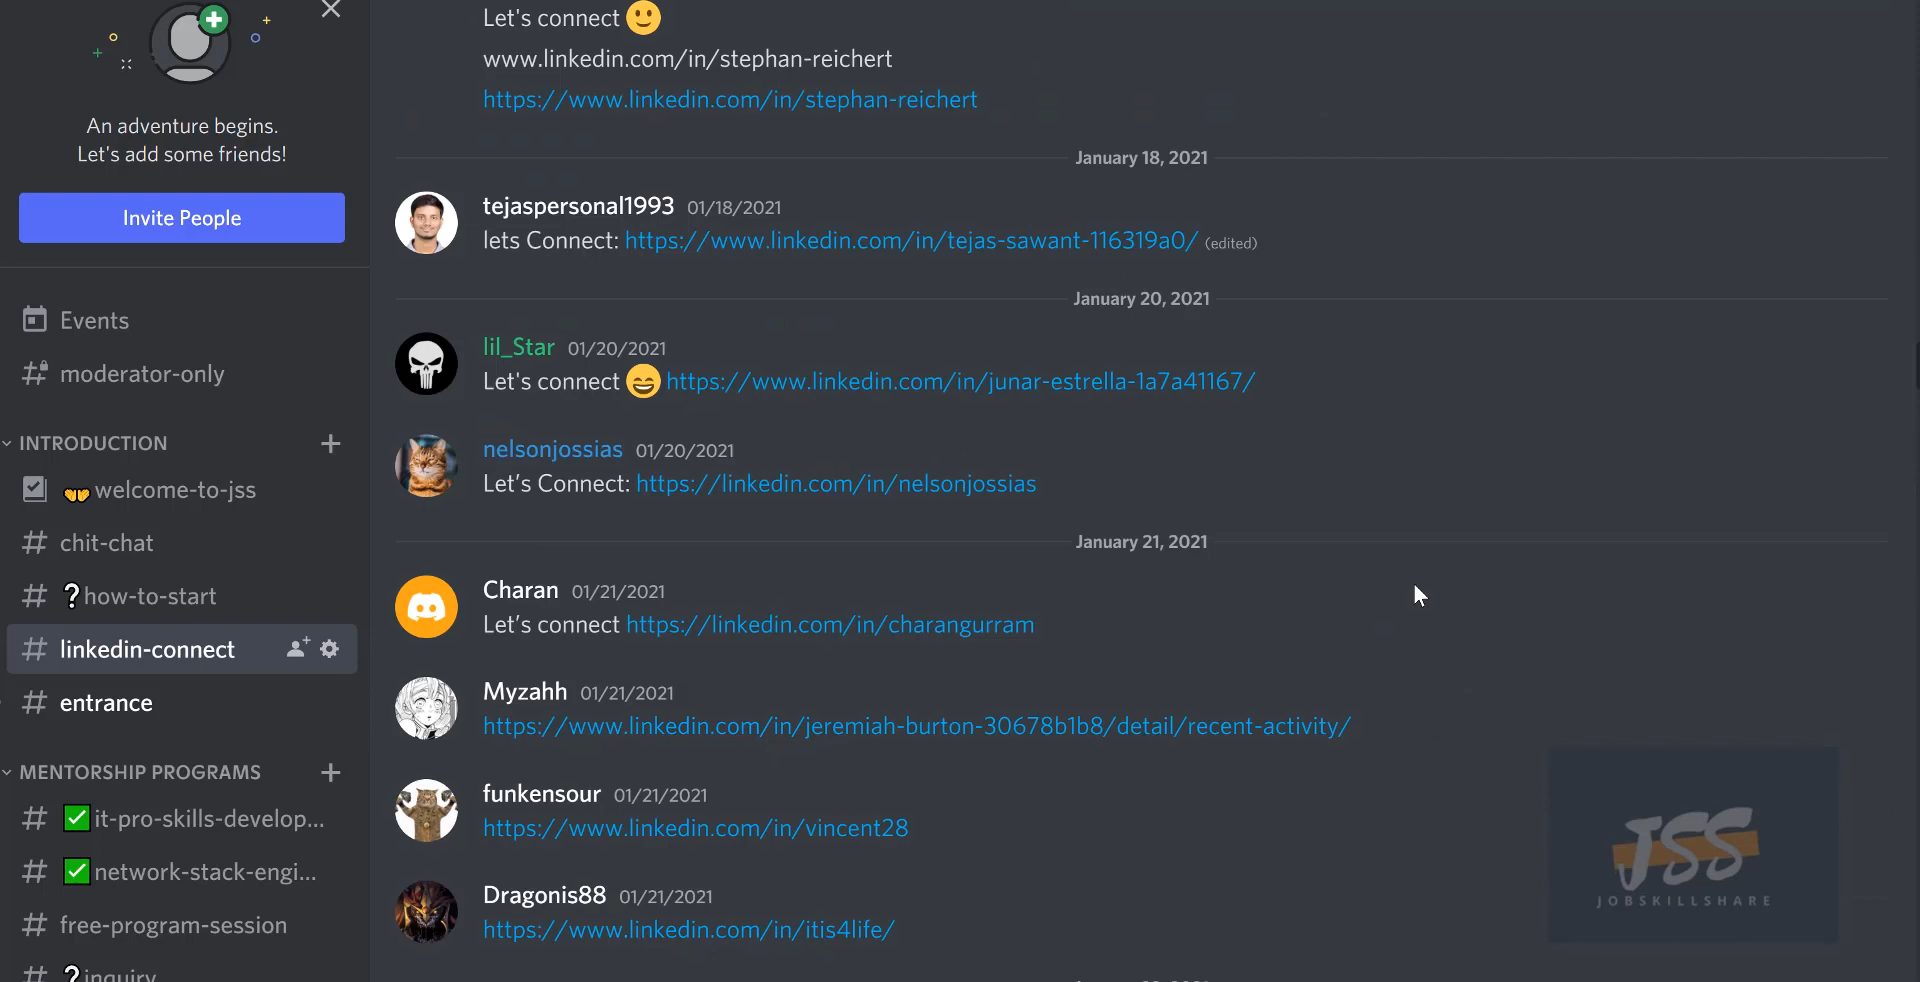 An adventure begins.
Let's add some friends!
Invite People
Events
moderator-only
INTRODUCTION
welcome-to-jss
chit-chat
❓how-to-start
linkedin-connect
entrance
MENTORSHIP PROGRAMS
✅it-pro-skills-develop...
✅network-stack-engi...
free-program-session
❓inquiry
Let's connect 🙂
www.linkedin.com/in/stephan-reichert
https://www.linkedin.com/in/stephan-reichert
January 18, 2021
tejaspersonal1993 01/18/2021
lets Connect: https://www.linkedin.com/in/tejas-sawant-116319a0/ (edited)
January 20, 2021
lil_Star 01/20/2021
Let's connect 😄 https://www.linkedin.com/in/junar-estrella-1a7a41167/
nelsonjossias 01/20/2021
Let’s Connect: https://linkedin.com/in/nelsonjossias
January 21, 2021
Charan 01/21/2021
Let’s connect https://linkedin.com/in/charangurram
Myzahh 01/21/2021
https://www.linkedin.com/in/jeremiah-burton-30678b1b8/detail/recent-activity/
funkensour 01/21/2021
https://www.linkedin.com/in/vincent28
Dragonis88 01/21/2021
https://www.linkedin.com/in/itis4life/
JSS
JOBSKILLSHARE